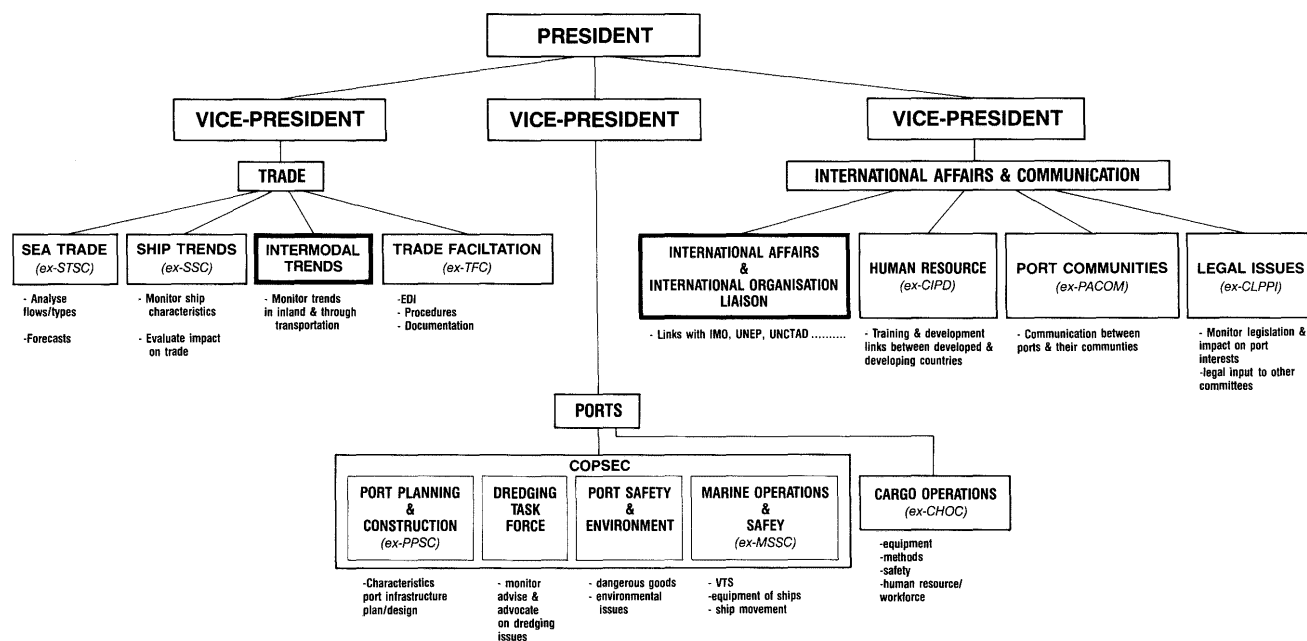 PRESIDENT
VICE-PRESIDENT
VICE-PRESIDENT
VICE-PRESIDENT
TRADE
INTERNATIONAL AFFAIRS & COMMUNICATION
SEA TRADE
(ex-STSC)
- Analyse
flows/types
-Forecasts
SHIP TRENDS
(ex-SSC)
- Monitor ship
characteristics
- Evaluate impact
on trade
INTERMODAL
TRENDS
- Monitor trends
in inland & through
transportation
TRADE FACILTATION
(ex-TFC)
-EDI
- Procedures
- Documentation
INTERNATIONAL AFFAIRS
&
INTERNATIONAL ORGANISATION
LIAISON
- Links with IMO, UNEP, UNCTAD ..........
HUMAN RESOURCE
(ex-CIPD)
- Training & development
links between developed &
developing countries
PORT COMMUNITIES
(ex-PACOM)
- Communication between
ports & their communties
LEGAL ISSUES
(ex-CLPPI)
- Monitor legislation &
impact on port
interests
-legal input to other
committees
PORTS
COPSEC
PORT PLANNING
&
CONSTRUCTION
(ex-PPSC)
-Characteristics
port infrastructure
plan/design
DREDGING
TASK
FORCE
- monitor
advise &
advocate
on dredging
issues
PORT SAFETY
&
ENVIRONMENT
- dangerous goods
- environmental
issues
MARINE OPERATIONS
&
SAFEY
(ex-MSSC)
- VTS
-equipment of ships
- ship movement
CARGO OPERATIONS
(ex-CHOC)
-equipment
-methods
-safety
-human resource/
workforce